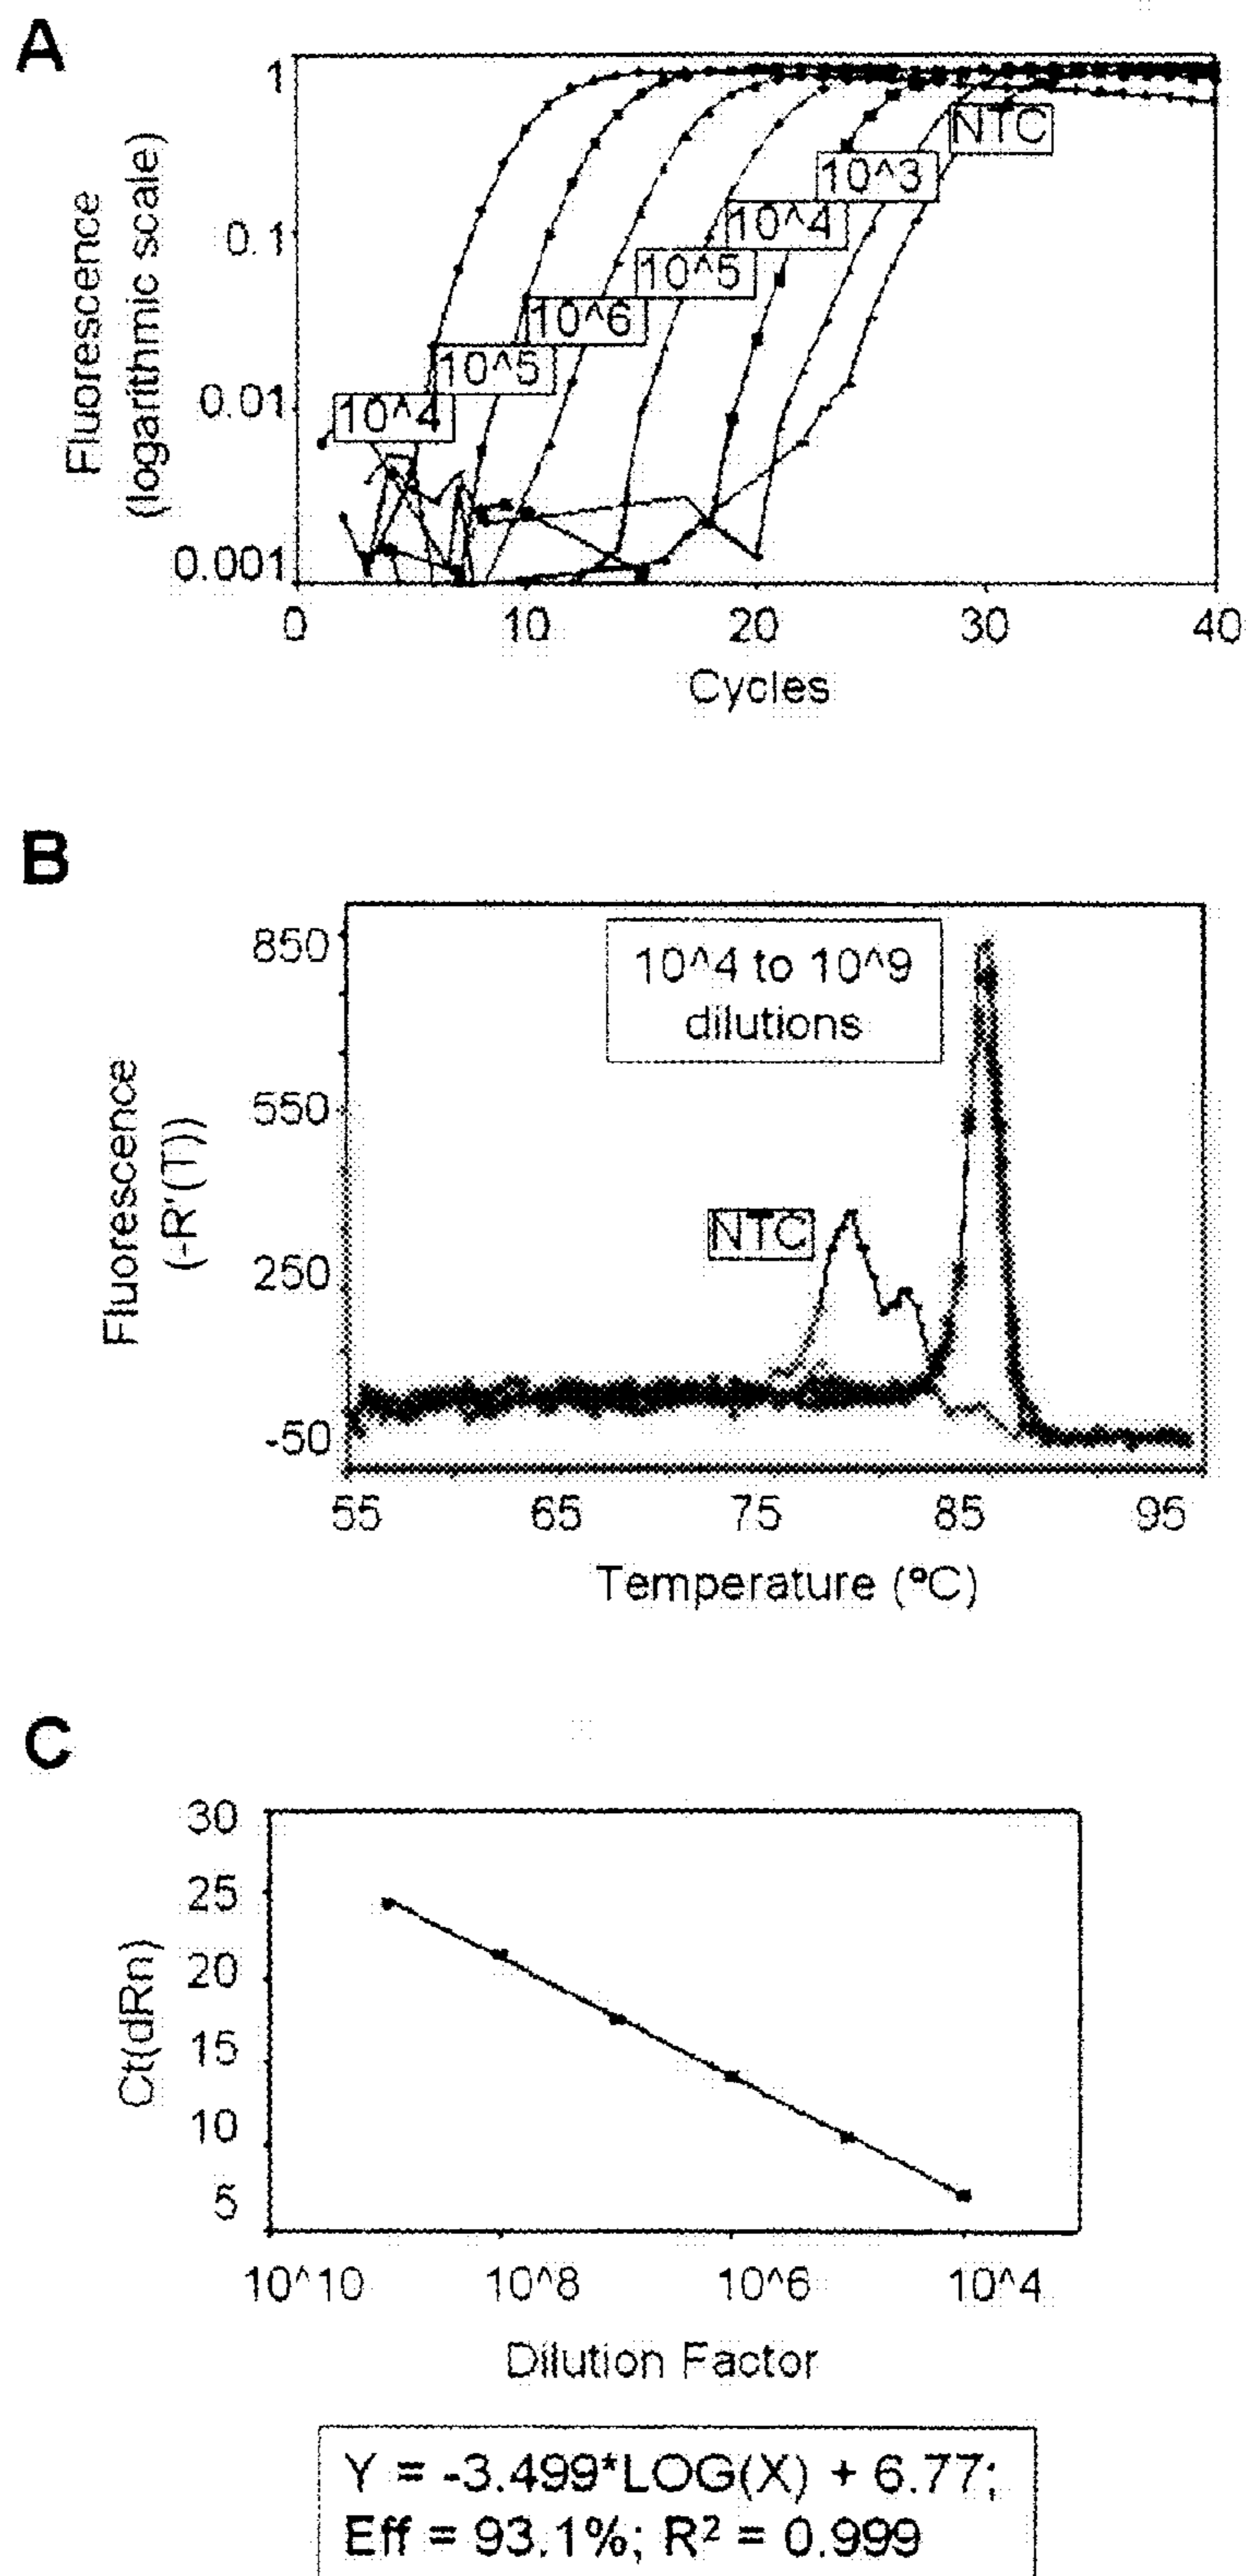 A
Fluorescence
(logarithmic scale)
1
0.1
0.01
0.001
NTC
10^3
10^4
10^5
10^6
10^5
10^4
0 10 20 30 40
Cycles
B
Fluorescence
(-R'(T))
850
550
250
-50
10^4 to 10^9
dilutions
NTC
55 65 75 85 95
Temperature (ºC)
C
Ct(dRn)
30
25
20
15
10
5
10^10 10^8 10^6 10^4
Dilution Factor
Y = -3.499*LOG(X) + 6.77;
Eff = 93.1%; R² = 0.999